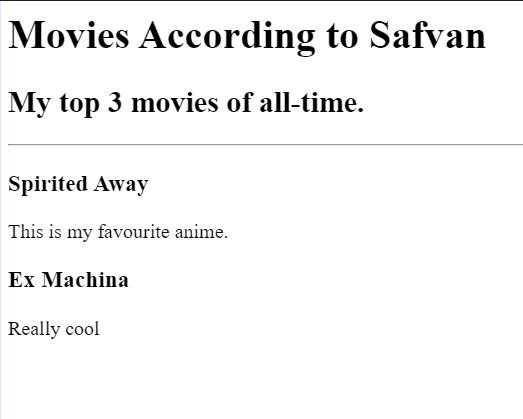 Movies According to Safvan
My top 3 movies of all-time.
Spirited Away
This is my favourite anime.
Ex Machina
Really cool